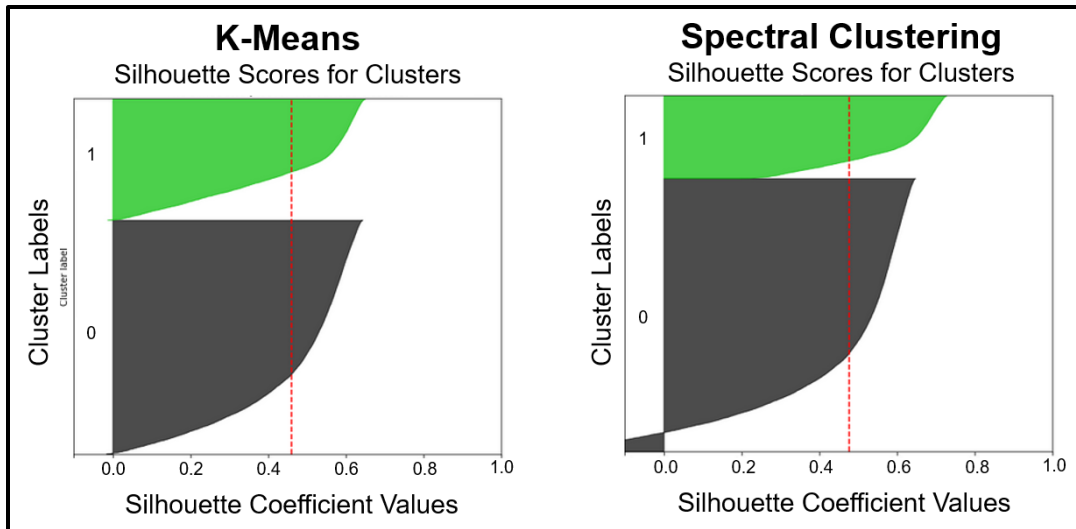 K-Means
Silhouette Scores for Clusters
1
0
Cluster Labels
Cluster label
0.0 0.2 0.4 0.6 0.8 1.0
Silhouette Coefficient Values
Spectral Clustering
Silhouette Scores for Clusters
1
0
Cluster Labels
0.0 0.2 0.4 0.6 0.8 1.0
Silhouette Coefficient Values